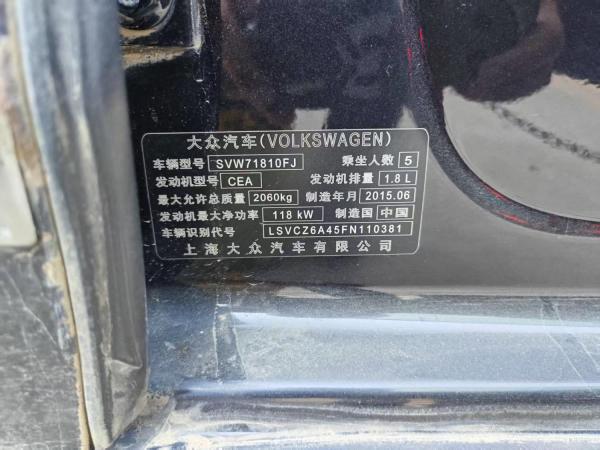 大众汽车(VOLKSWAGEN)
车辆型号 SVW71810FJ 乘坐人数 5
发动机型号 CEA 发动机排量 1.8 L
最大允许总质量 2060kg 制造年月 2015.06
发动机最大净功率 118 kW 制造国 中国
车辆识别代号 LSVCZ6A45FN110381
上海大众汽车有限公司